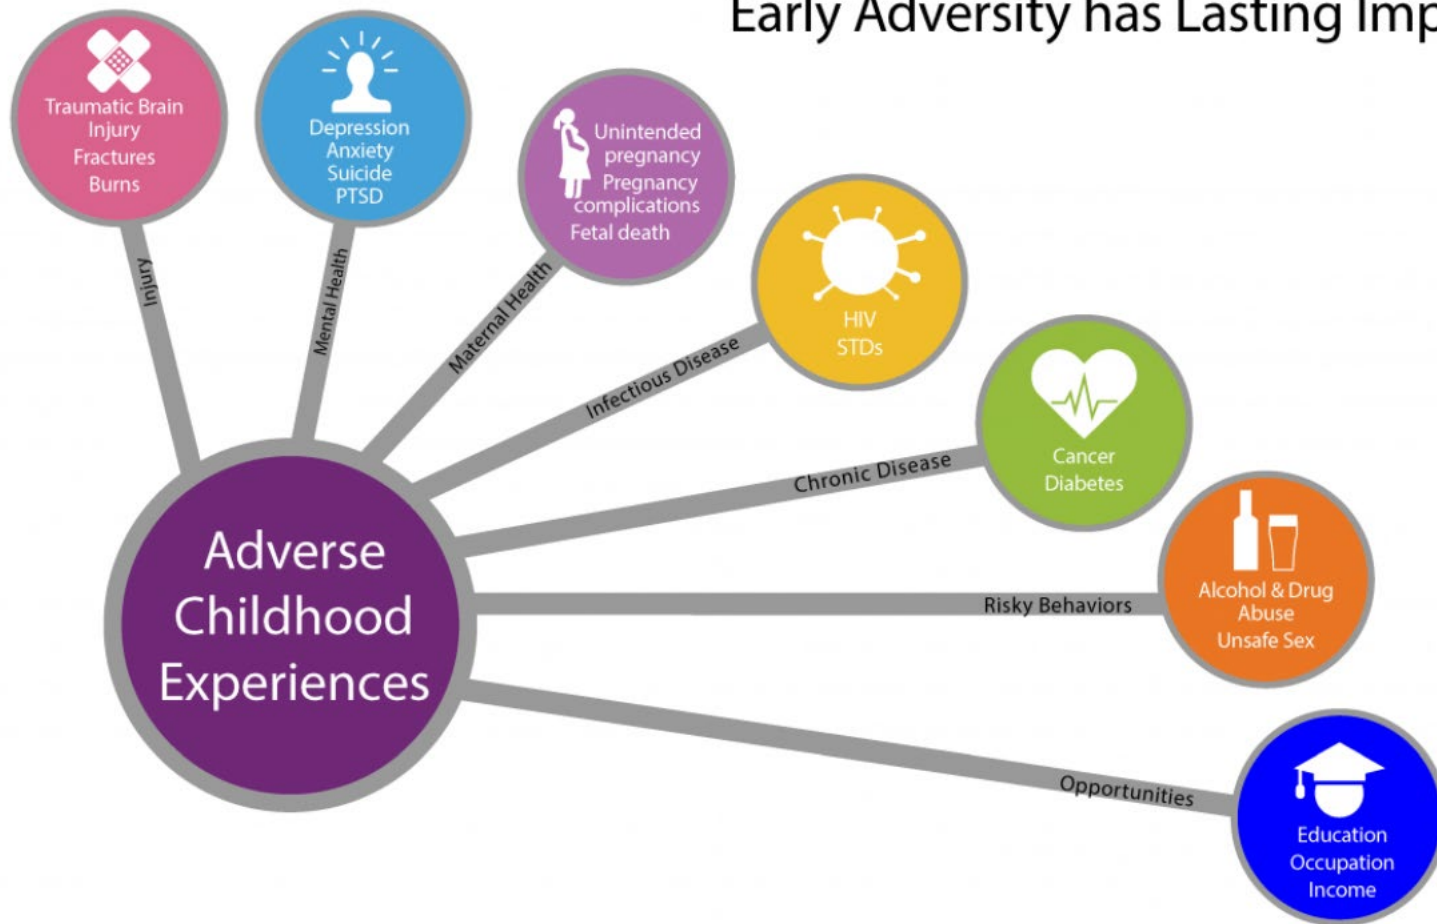 Early Adversity has Lasting Imp
Traumatic Brain
Injury
Fractures
Burns
Depression
Anxiety
Suicide
PTSD
Unintended
pregnancy
Pregnancy
complications
Fetal death
HIV
STDs
Cancer
Diabetes
Alcohol & Drug
Abuse
Unsafe Sex
Education
Occupation
Income
Injury
Mental Health
Maternal Health
Infectious Disease
Chronic Disease
Risky Behaviors
Opportunities
Adverse
Childhood
Experiences